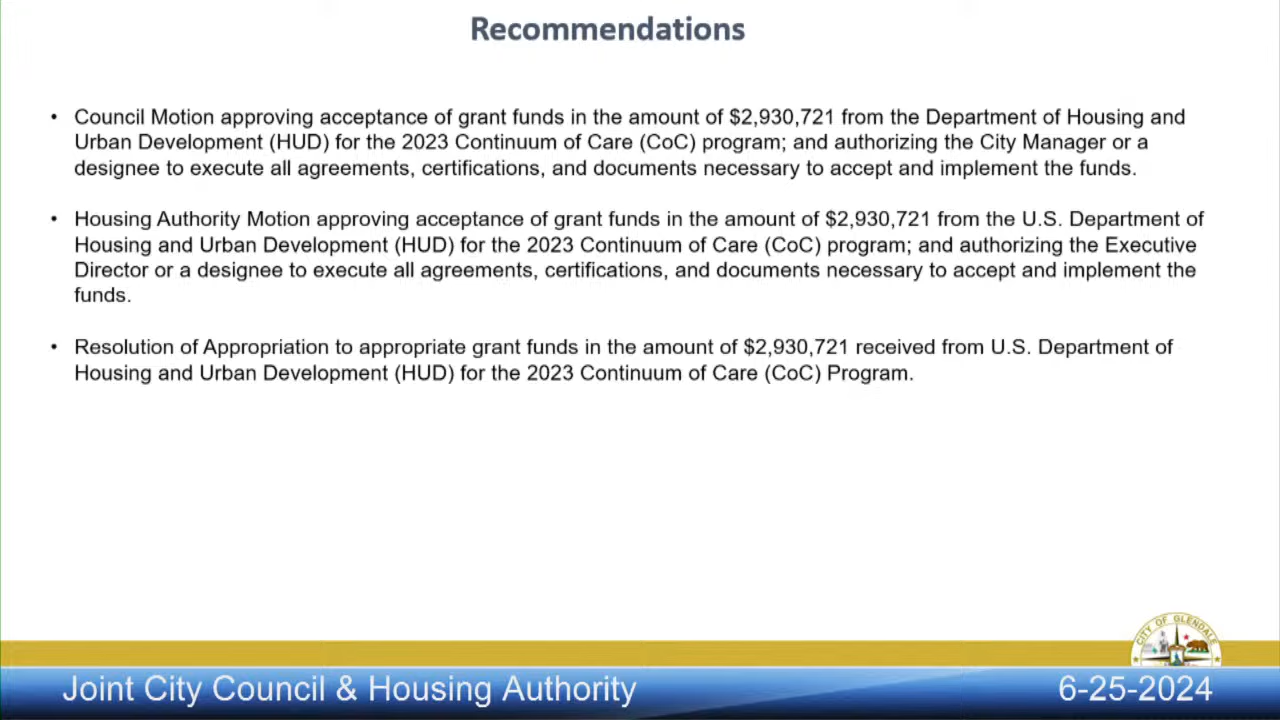 Recommendations
• Council Motion approving acceptance of grant funds in the amount of $2,930,721 from the Department of Housing and
Urban Development (HUD) for the 2023 Continuum of Care (CoC) program; and authorizing the City Manager or a
designee to execute all agreements, certifications, and documents necessary to accept and implement the funds.
• Housing Authority Motion approving acceptance of grant funds in the amount of $2,930,721 from the U.S. Department of
Housing and Urban Development (HUD) for the 2023 Continuum of Care (CoC) program; and authorizing the Executive
Director or a designee to execute all agreements, certifications, and documents necessary to accept and implement the
funds.
• Resolution of Appropriation to appropriate grant funds in the amount of $2,930,721 received from U.S. Department of
Housing and Urban Development (HUD) for the 2023 Continuum of Care (CoC) Program.
CITY OF GLENDALE
Joint City Council & Housing Authority
6-25-2024